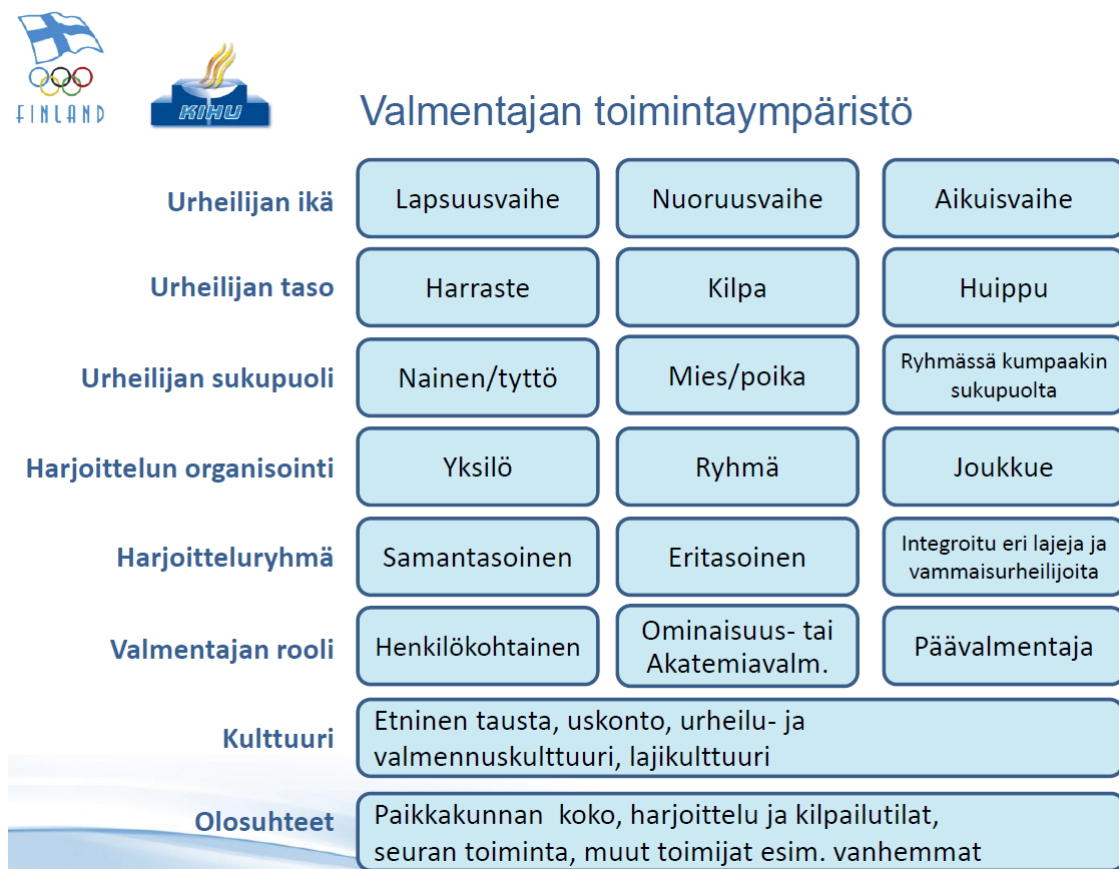 FINLAND
KIHU
Valmentajan toimintaympäristö
Urheilijan ikä
Lapsuusvaihe
Nuoruusvaihe
Aikuisvaihe
Urheilijan taso
Harraste
Kilpa
Huippu
Urheilijan sukupuoli
Nainen/tyttö
Mies/poika
Ryhmässä kumpaakin
sukupuolta
Harjoittelun organisointi
Yksilö
Ryhmä
Joukkue
Harjoitteluryhmä
Samantasoinen
Eritasoinen
Integroitu eri lajeja ja
vammaisurheilijoita
Valmentajan rooli
Henkilökohtainen
Ominaisuus- tai
Akatemiavalm.
Päävalmentaja
Kulttuuri
Etninen tausta, uskonto, urheilu- ja
valmennuskulttuuri, lajikulttuuri
Olosuhteet
Paikkakunnan koko, harjoittelu ja kilpailutilat,
seuran toiminta, muut toimijat esim. vanhemmat